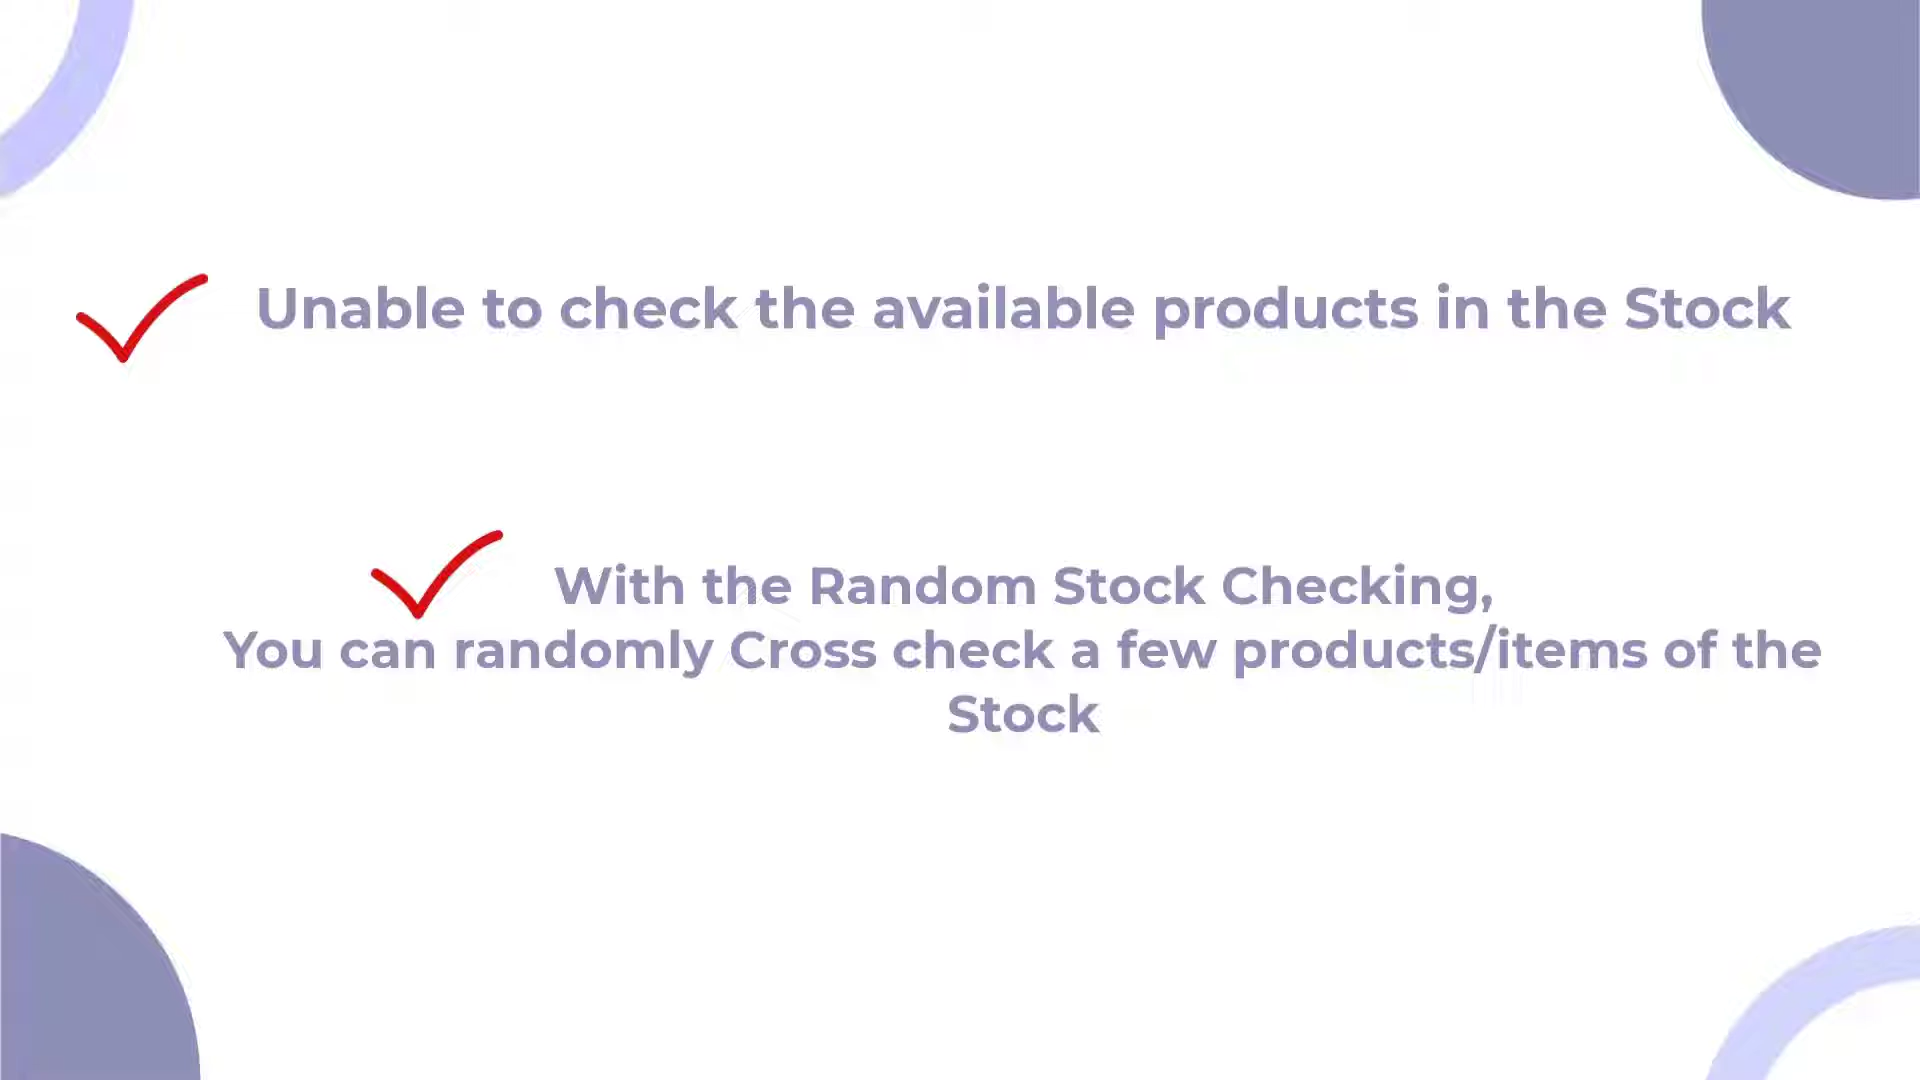 Unable to check the available products in the Stock
With the Random Stock Checking,
You can randomly Cross check a few products/items of the
Stock